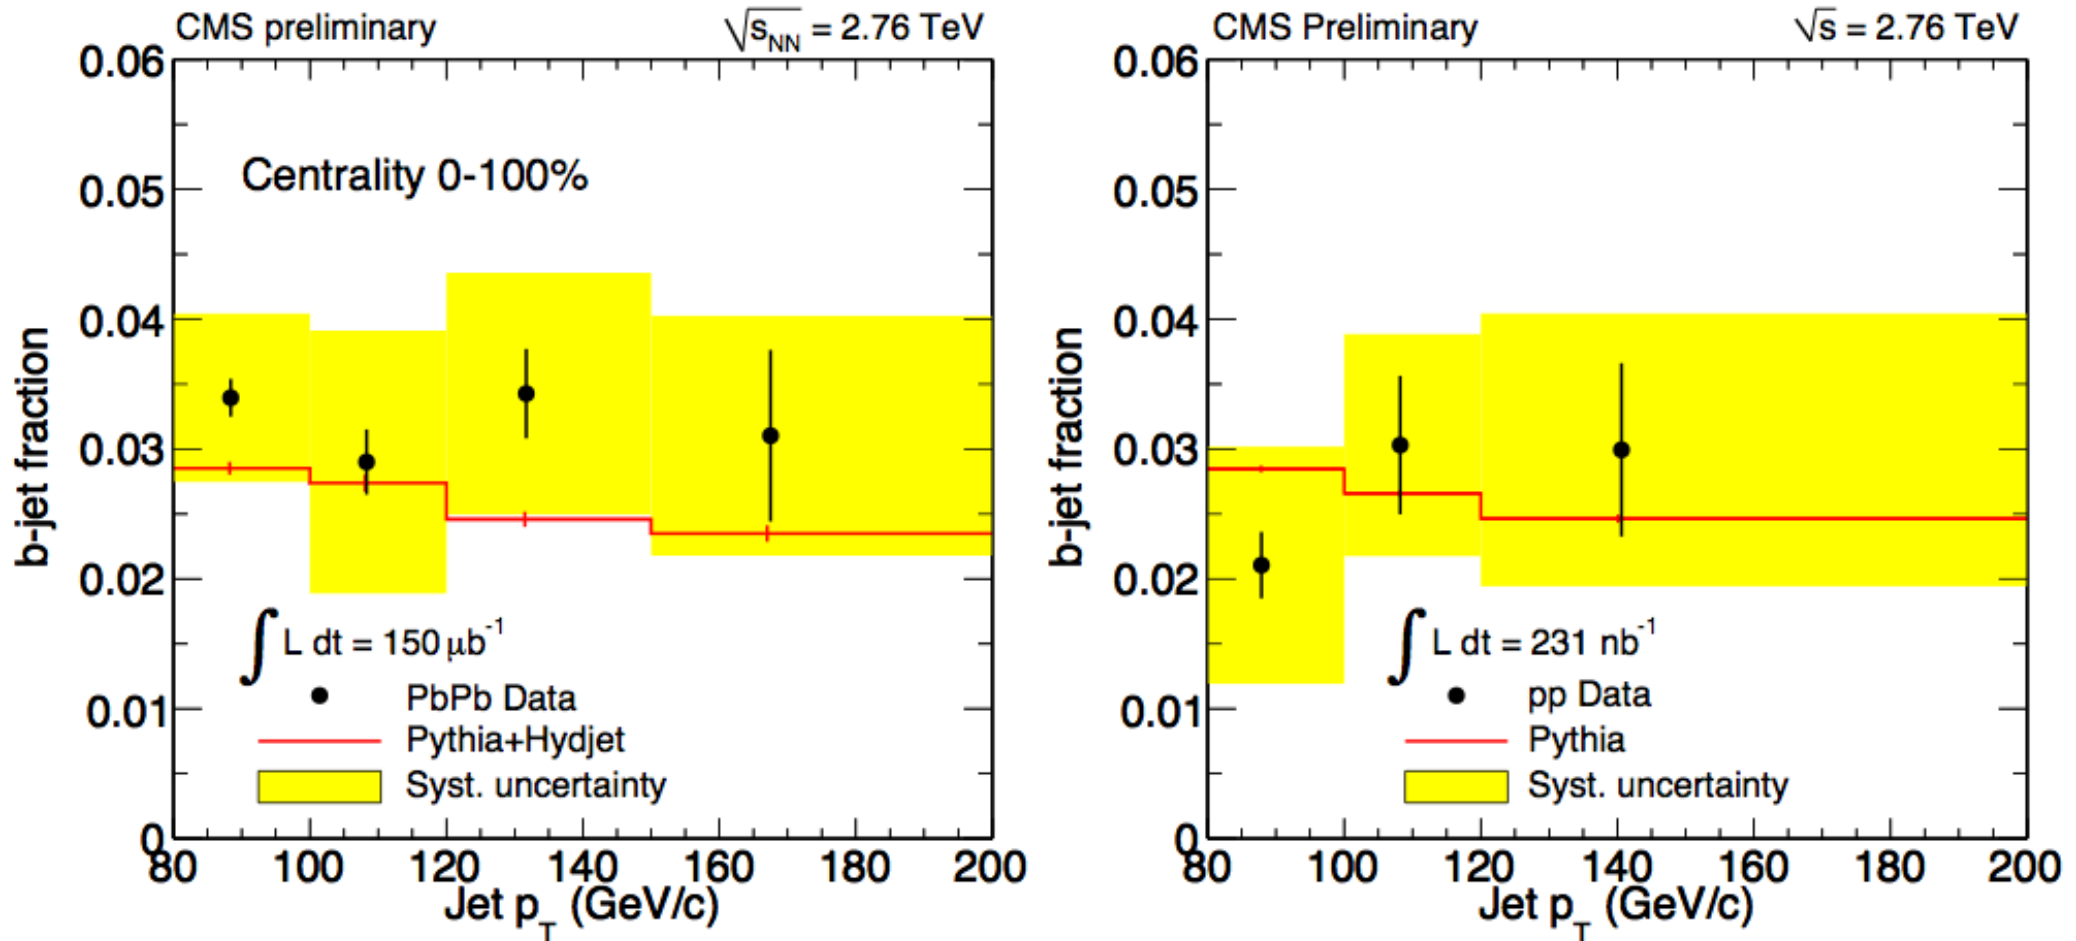 CMS preliminary √s_NN = 2.76 TeV
0.06
0.05
0.04
0.03
0.02
0.01
0
b-jet fraction
Centrality 0-100%
∫ L dt = 150 μb⁻¹
PbPb Data
Pythia+Hydjet
Syst. uncertainty
80 100 120 140 160 180 200
Jet p_T (GeV/c)
CMS Preliminary √s = 2.76 TeV
0.06
0.05
0.04
0.03
0.02
0.01
0
b-jet fraction
∫ L dt = 231 nb⁻¹
pp Data
Pythia
Syst. uncertainty
80 100 120 140 160 180 200
Jet p_T (GeV/c)